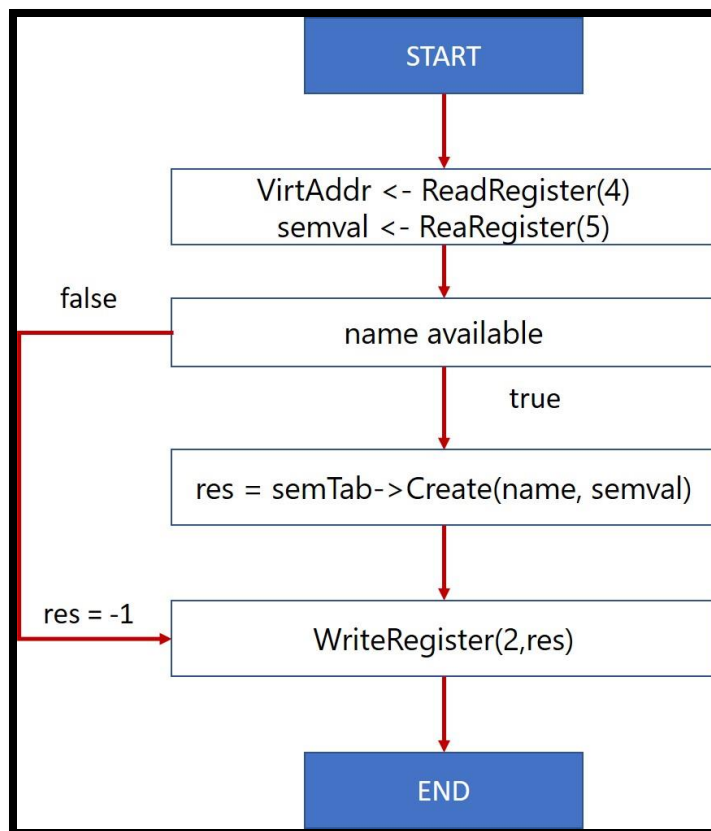 START
VirtAddr <- ReadRegister(4)
semval <- ReaRegister(5)
false
name available
true
res = semTab->Create(name, semval)
res = -1
WriteRegister(2,res)
END